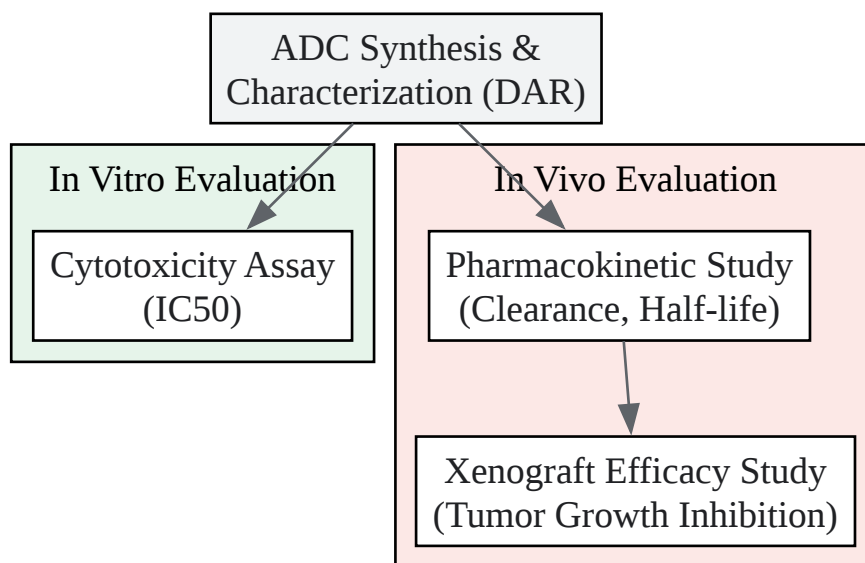 ADC Synthesis &
Characterization (DAR)
In Vitro Evaluation
Cytotoxicity Assay
(IC50)
In Vivo Evaluation
Pharmacokinetic Study
(Clearance, Half-life)
Xenograft Efficacy Study
(Tumor Growth Inhibition)